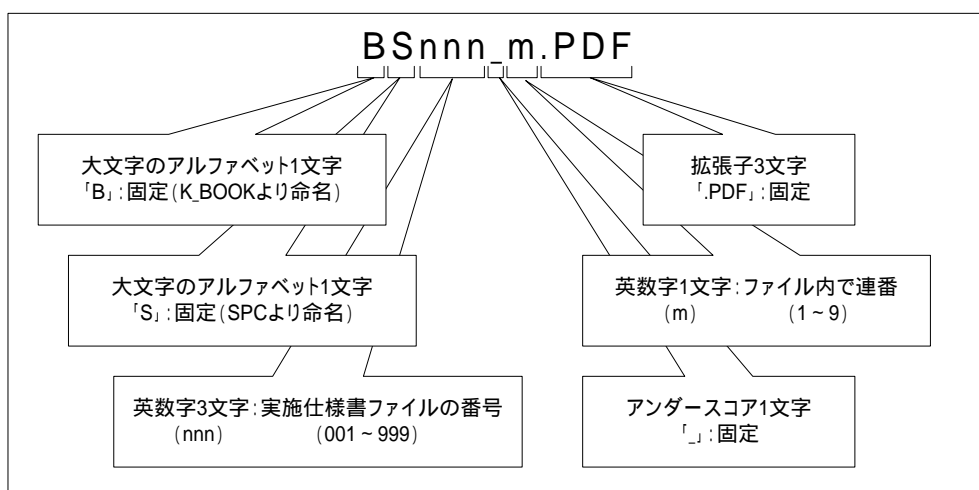 BSnnn_m.PDF
大文字のアルファベット1文字
「B」:固定(K_BOOKより命名)
拡張子3文字
「.PDF」:固定
大文字のアルファベット1文字
「S」:固定(SPCより命名)
英数字1文字:ファイル内で連番
(m) (1~9)
英数字3文字:実施仕様書ファイルの番号
(nnn) (001~999)
アンダースコア1文字
「_」:固定